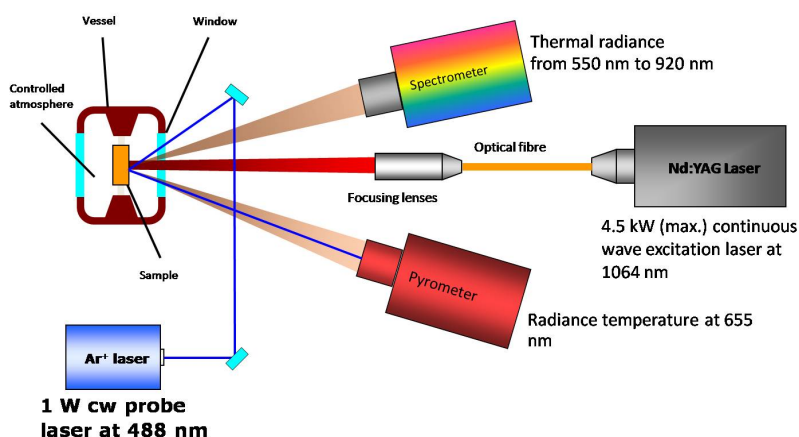 Vessel
Window
Controlled
atmosphere
Sample
Spectrometer
Thermal radiance
from 550 nm to 920 nm
Optical fibre
Focusing lenses
Nd:YAG Laser
4.5 kW (max.) continuous
wave excitation laser at
1064 nm
Pyrometer
Radiance temperature at 655
nm
Ar⁺ laser
1 W cw probe
laser at 488 nm